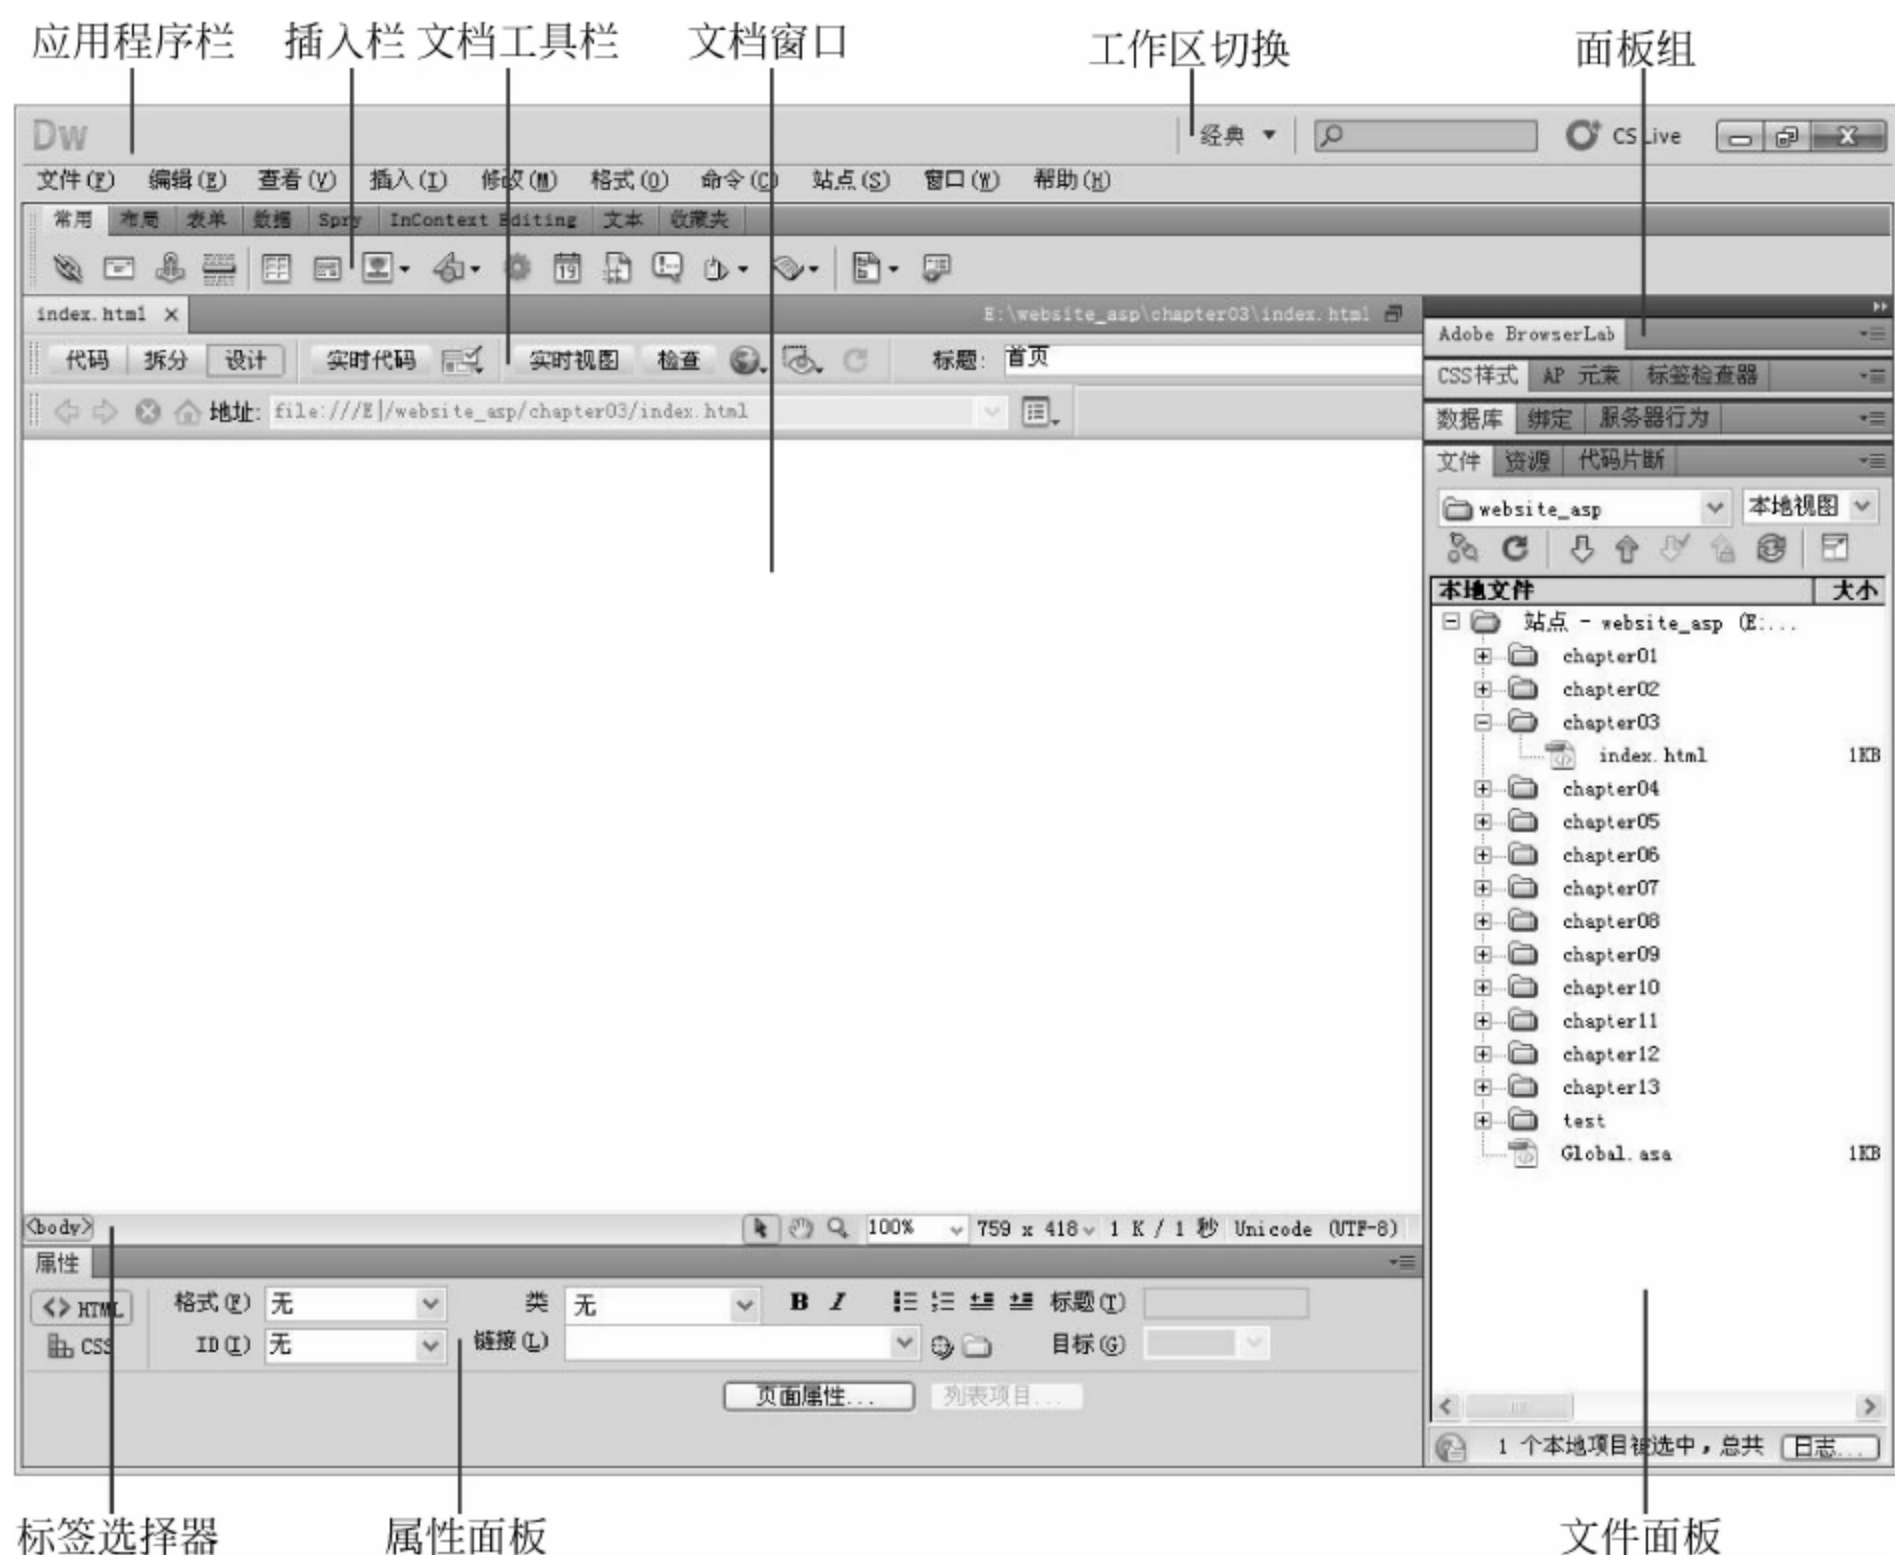 应用程序栏 插入栏 文档工具栏 文档窗口 工作区切换 面板组
Dw 经典 CS Live
文件(F) 编辑(E) 查看(V) 插入(I) 修改(M) 格式(O) 命令(C) 站点(S) 窗口(W) 帮助(H)
常用 布局 表单 数据 Spry InContext Editing 文本 收藏夹
19
index.html E:\website_asp\chapter03\index.html
Adobe BrowserLab
代码 拆分 设计 实时代码 实时视图 检查 标题: 首页
CSS样式 AP 元素 标签检查器
地址: file:///E|/website_asp/chapter03/index.html
数据库 绑定 服务器行为
文件 资源 代码片断
website_asp 本地视图
本地文件 大小
站点 - website_asp (E:...
chapter01
chapter02
chapter03
index.html 1KB
chapter04
chapter05
chapter06
chapter07
chapter08
chapter09
chapter10
chapter11
chapter12
chapter13
test
Global.asa 1KB
<body> 100% 759 x 418 1 K / 1 秒 Unicode (UTF-8)
属性
<> HTML 格式(F) 无 类 无 B I 标题(T)
CSS ID(I) 无 链接(L) 目标(G)
页面属性... 列表项目...
1 个本地项目被选中，总共 日志...
标签选择器 属性面板 文件面板